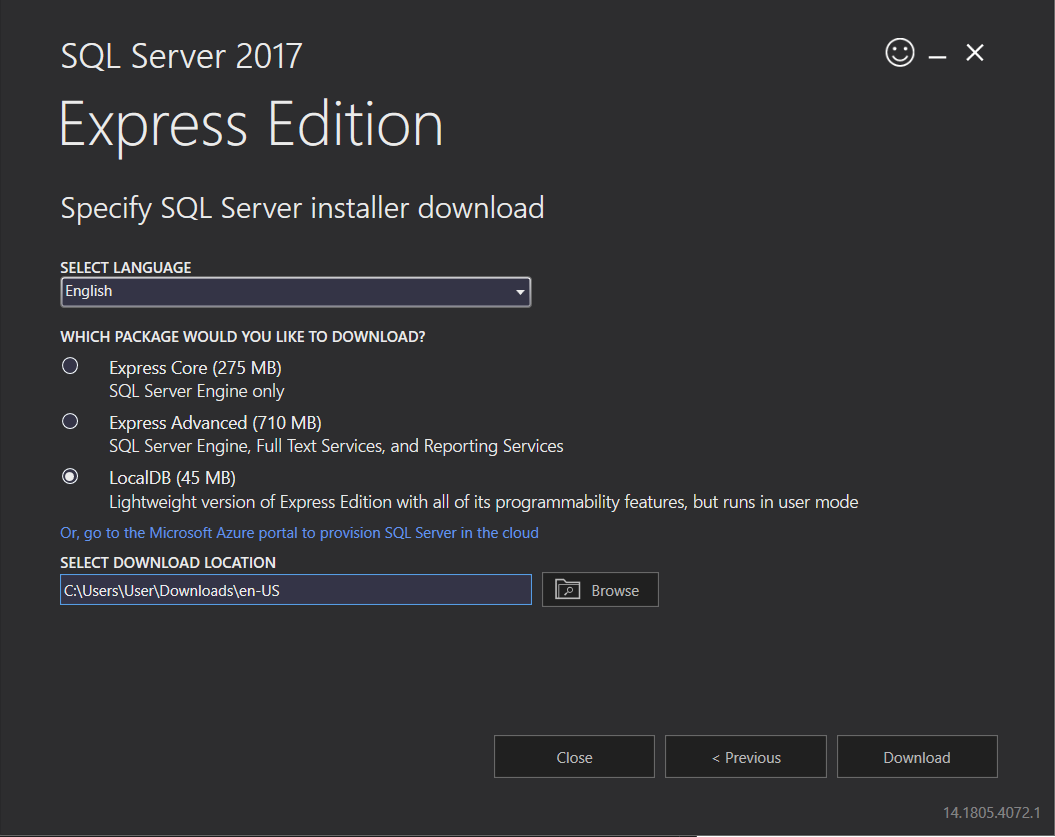 SQL Server 2017
Express Edition
Specify SQL Server installer download
SELECT LANGUAGE
English
WHICH PACKAGE WOULD YOU LIKE TO DOWNLOAD?
Express Core (275 MB)
SQL Server Engine only
Express Advanced (710 MB)
SQL Server Engine, Full Text Services, and Reporting Services
LocalDB (45 MB)
Lightweight version of Express Edition with all of its programmability features, but runs in user mode
Or, go to the Microsoft Azure portal to provision SQL Server in the cloud
SELECT DOWNLOAD LOCATION
C:\Users\User\Downloads\en-US
Browse
Close
< Previous
Download
14.1805.4072.1